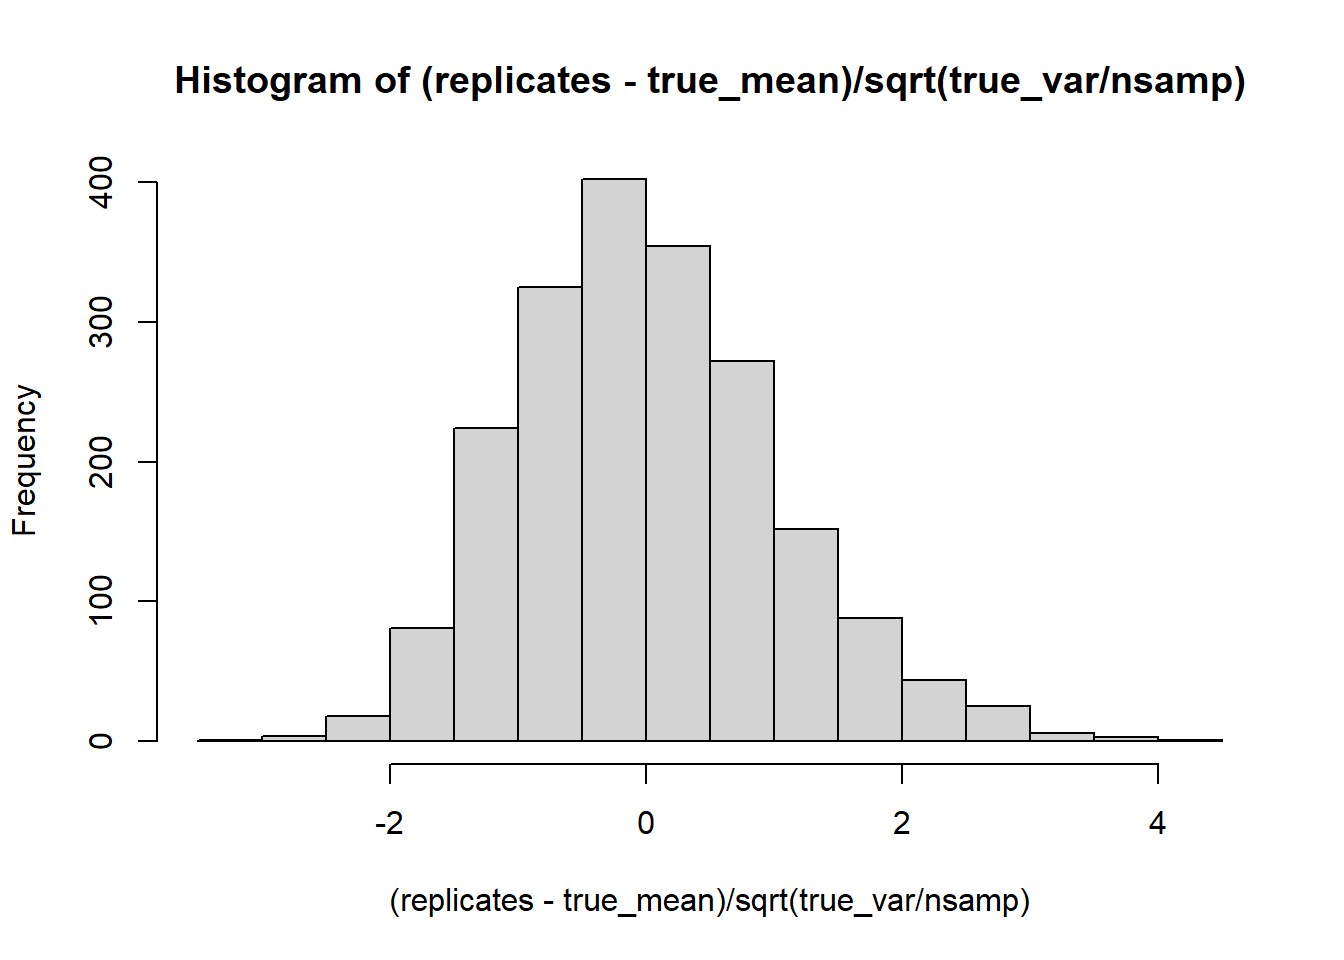 Histogram of (replicates - true_mean)/sqrt(true_var/nsamp)
Frequency
400
300
200
100
0
-2 0 2 4
(replicates - true_mean)/sqrt(true_var/nsamp)